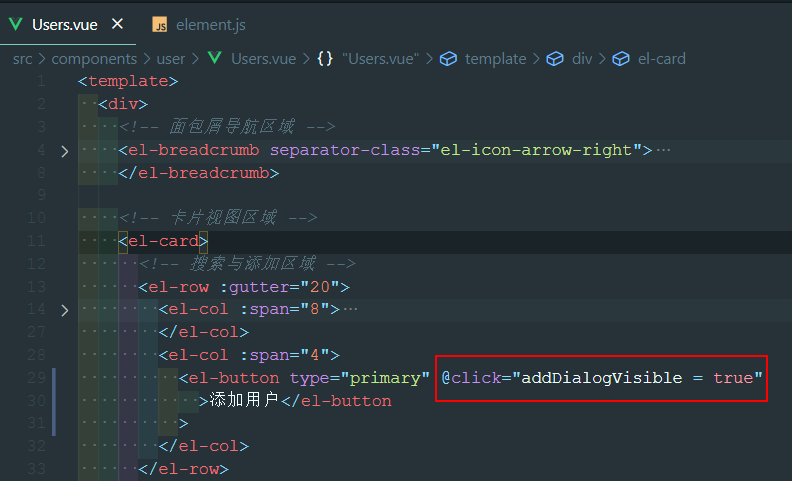 Users.vue × JS element.js
src > components > user > Users.vue > {} "Users.vue" > template > div > el-card
1 <template>
2 <div>
3 <!-- 面包屑导航区域 -->
4 <el-breadcrumb separator-class="el-icon-arrow-right">…
8 </el-breadcrumb>
9
10 <!-- 卡片视图区域 -->
11 <el-card>
12 <!-- 搜索与添加区域 -->
13 <el-row :gutter="20">
14 <el-col :span="8">…
27 </el-col>
28 <el-col :span="4">
29 <el-button type="primary" @click="addDialogVisible = true"
30 >添加用户</el-button
31 >
32 </el-col>
33 </el-row>